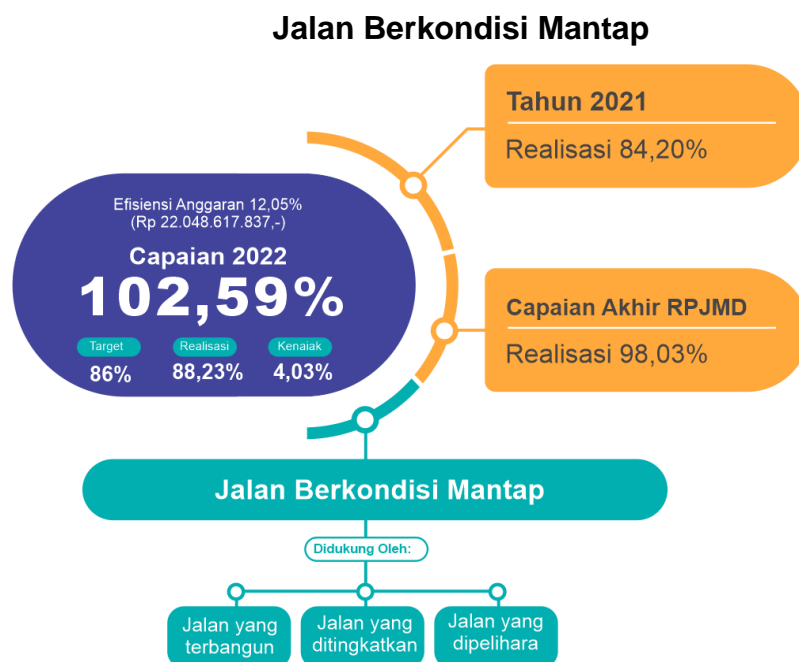 Jalan Berkondisi Mantap
Tahun 2021
Realisasi 84,20%
Efisiensi Anggaran 12,05%
(Rp 22.048.617.837,-)
Capaian 2022
102,59%
Target
86%
Realisasi
88,23%
Kenaiak
4,03%
Capaian Akhir RPJMD
Realisasi 98,03%
Jalan Berkondisi Mantap
Didukung Oleh:
Jalan yang
terbangun
Jalan yang
ditingkatkan
Jalan yang
dipelihara